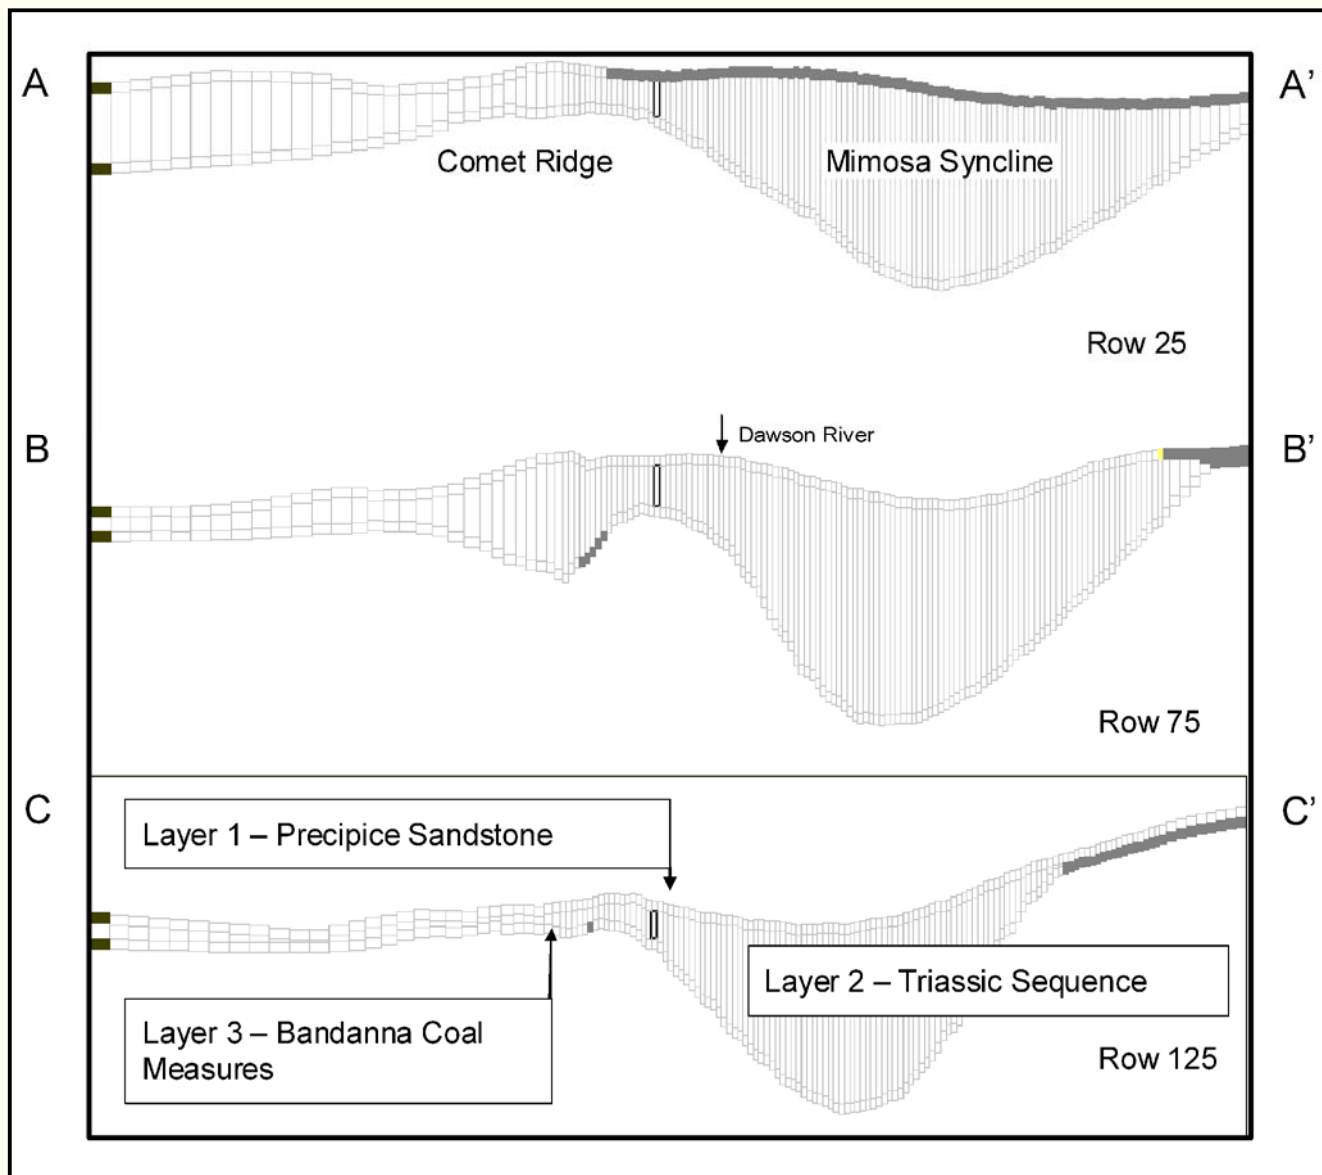 A
A’
Comet Ridge
Mimosa Syncline
Row 25
B
Dawson River
B’
Row 75
C
C’
Layer 1 – Precipice Sandstone
Layer 2 – Triassic Sequence
Layer 3 – Bandanna Coal
Measures
Row 125